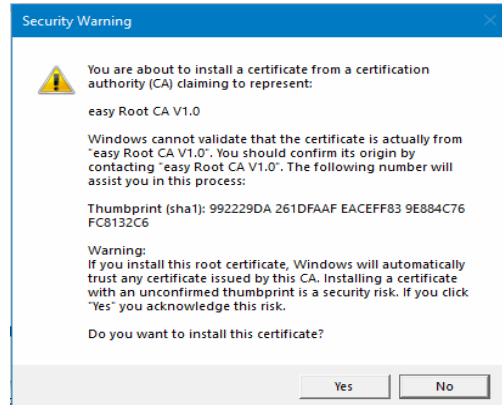 Security Warning
You are about to install a certificate from a certification
authority (CA) claiming to represent:
easy Root CA V1.0
Windows cannot validate that the certificate is actually from
"easy Root CA V1.0". You should confirm its origin by
contacting "easy Root CA V1.0". The following number will
assist you in this process:
Thumbprint (sha1): 992229DA 261DFAAF EACEFF83 9E884C76
FC8132C6
Warning:
If you install this root certificate, Windows will automatically
trust any certificate issued by this CA. Installing a certificate
with an unconfirmed thumbprint is a security risk. If you click
"Yes" you acknowledge this risk.
Do you want to install this certificate?
Yes
No